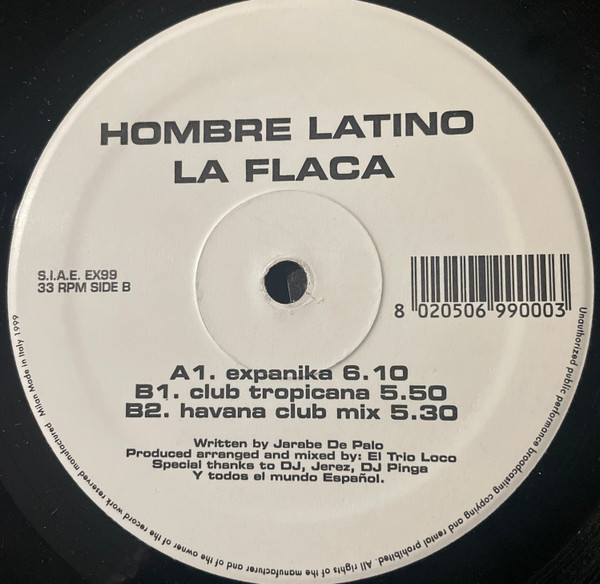 HOMBRE LATINO
LA FLACA
S.I.A.E. EX99
33 RPM SIDE B
8 020506 990003
A1. expanika 6.10
B1. club tropicana 5.50
B2. havana club mix 5.30
Written by Jarabe De Palo
Produced arranged and mixed by: El Trio Loco
Special thanks to DJ, Jerez, DJ Pinga
Y todos el mundo Español.
Unauthorized public performance broadcasting copying and rental prohibited. All rights of the manufacturer and of the owner of the record work reserved manufactured. Milan Made in Italy 1999